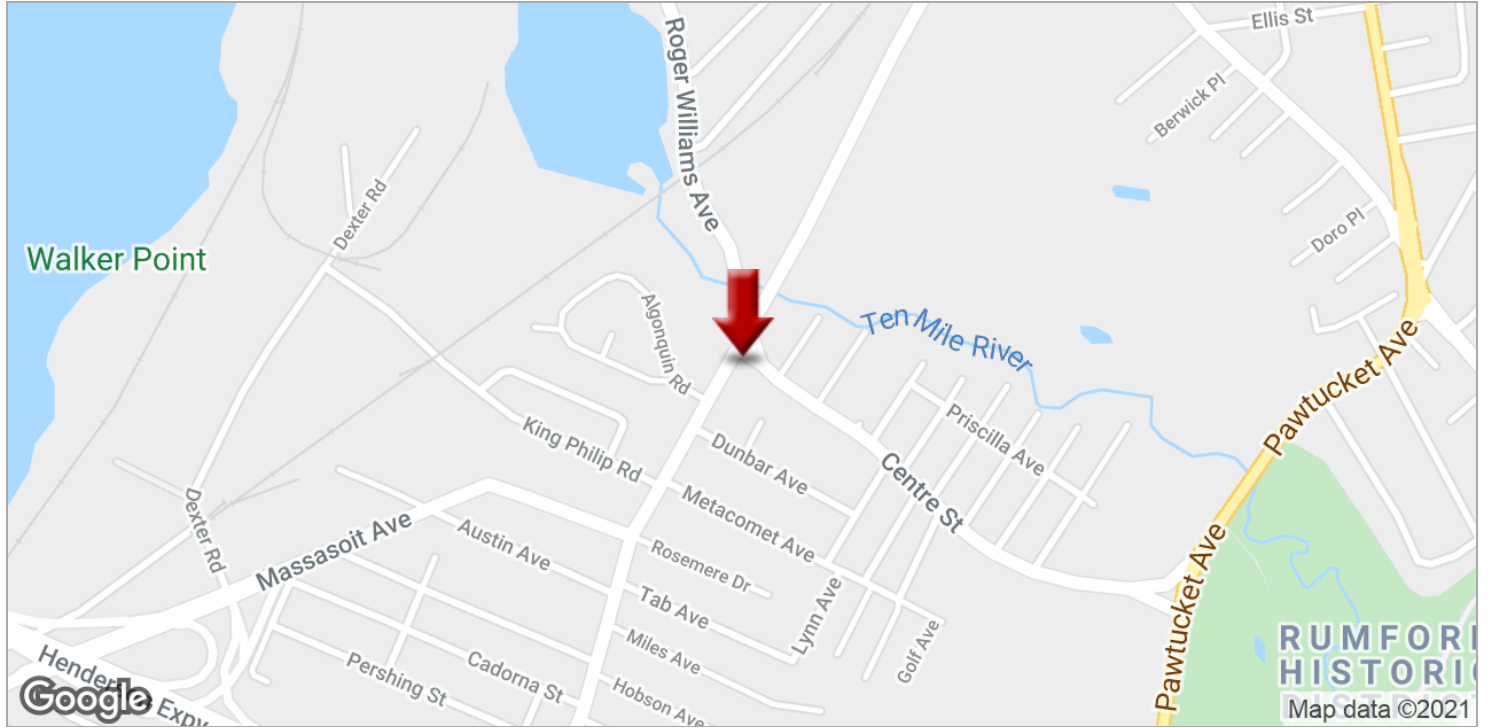 Ellis St
Roger Williams Ave
Berwick Pl
Dexter Rd
Doro Pl
Walker Point
Algonquin Rd
Ten Mile River
Pawtucket Ave
King Philip Rd
Priscilla Ave
Dunbar Ave
Centre St
Dexter Rd
Massasoit Ave
Metacomet Ave
Austin Ave
Rosemere Dr
Pawtucket Ave
Tab Ave
Lynn Ave
Golf Ave
Miles Ave
RUMFORD
HISTORIC
DISTRICT
Pershing St
Cadorna St
Hobson Ave
Expy
Google
Map data ©2021